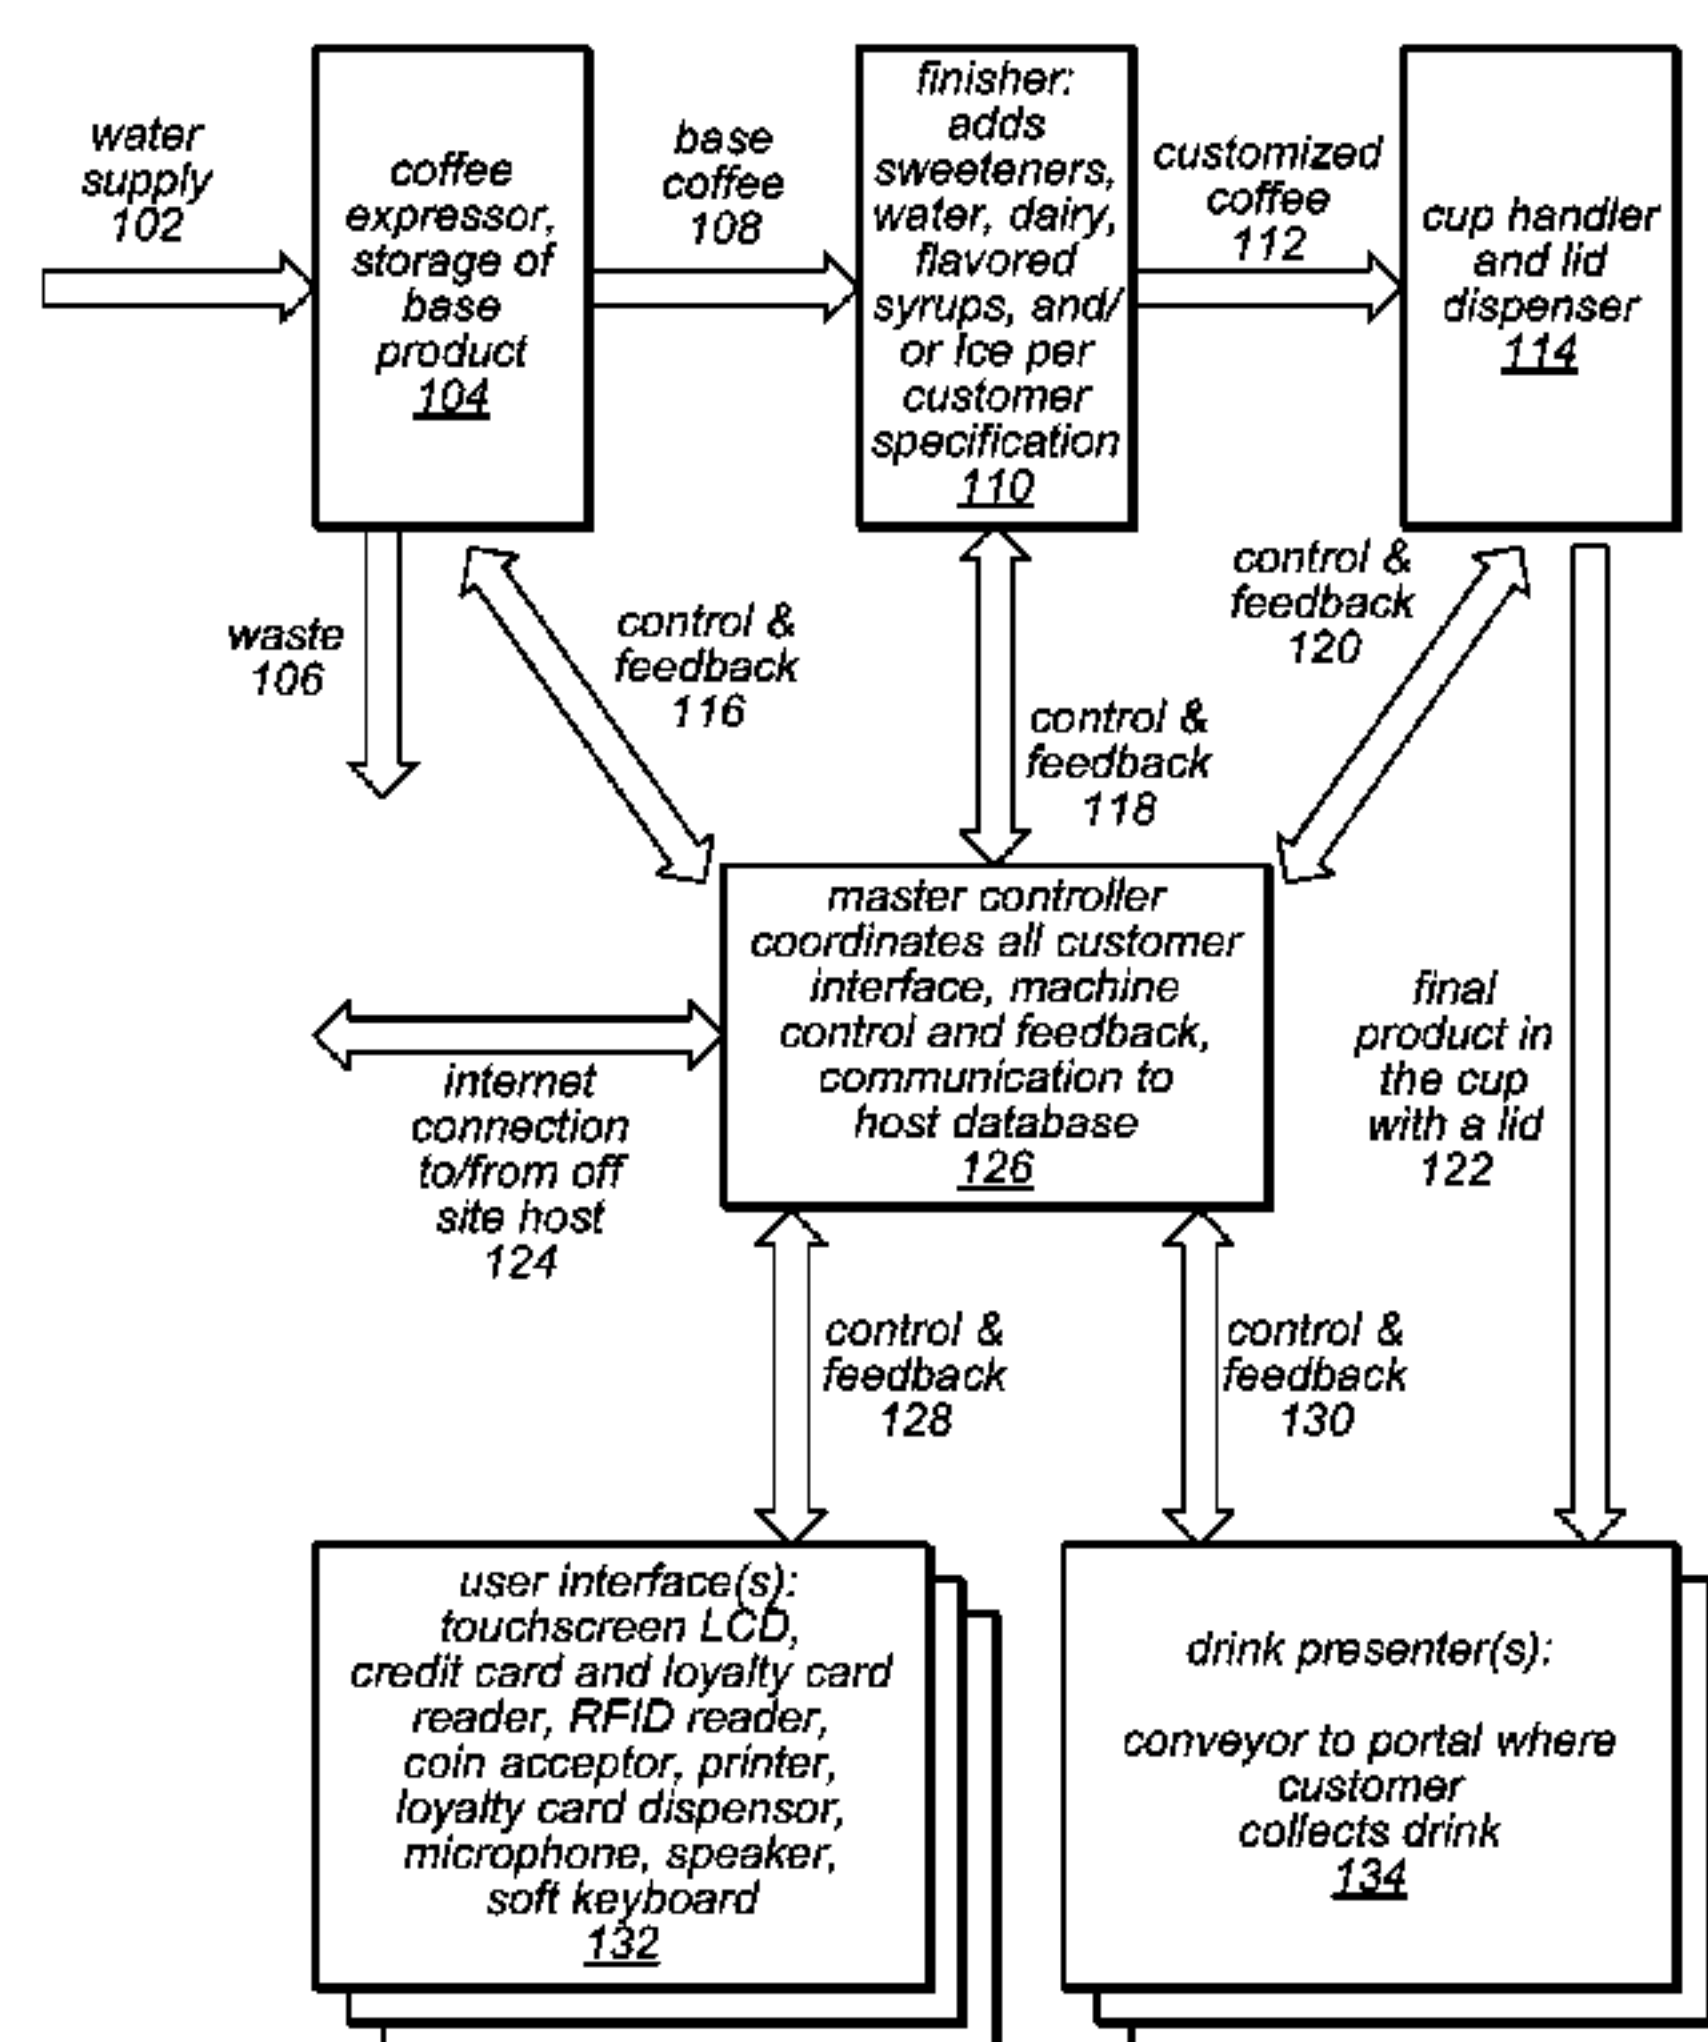 water
supply
102
coffee
expressor,
storage of
base
product
104
base
coffee
108
finisher:
adds
sweeteners,
water, dairy,
flavored
syrups, and/
or Ice per
customer
specification
110
customized
coffee
112
cup handler
and lid
dispenser
114
waste
106
control &
feedback
116
control &
feedback
118
control &
feedback
120
master controller
coordinates all customer
interface, machine
control and feedback,
communication to
host database
126
internet
connection
to/from off
site host
124
final
product in
the cup
with a lid
122
control &
feedback
128
control &
feedback
130
user interface(s):
touchscreen LCD,
credit card and loyalty card
reader, RFID reader,
coin acceptor, printer,
loyalty card dispensor,
microphone, speaker,
soft keyboard
132
drink presenter(s):
conveyor to portal where
customer
collects drink
134